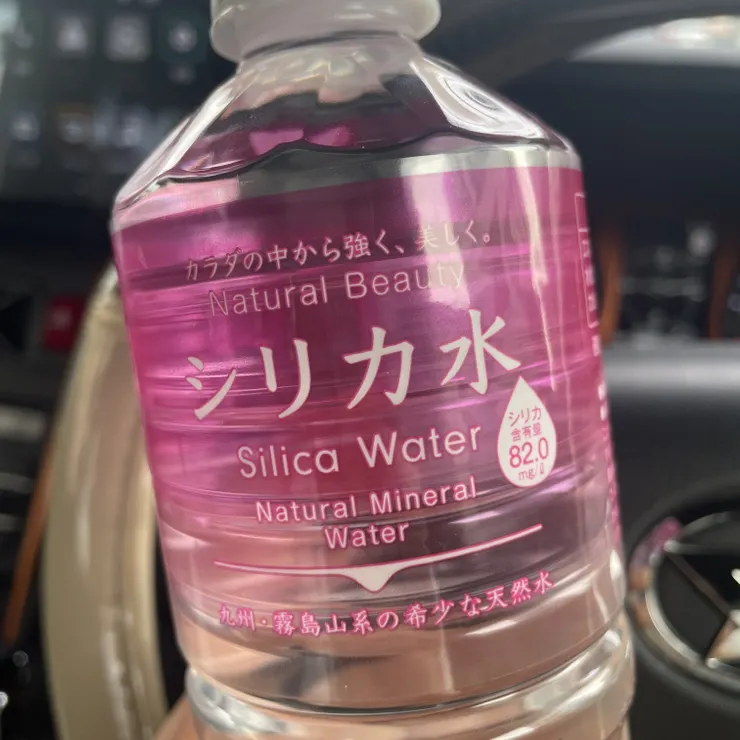 カラダの中から強く、美しく。
Natural Beauty
シリカ水
Silica Water
シリカ
含有量
82.0
mg/ℓ
Natural Mineral
Water
九州・霧島山系の希少な天然水